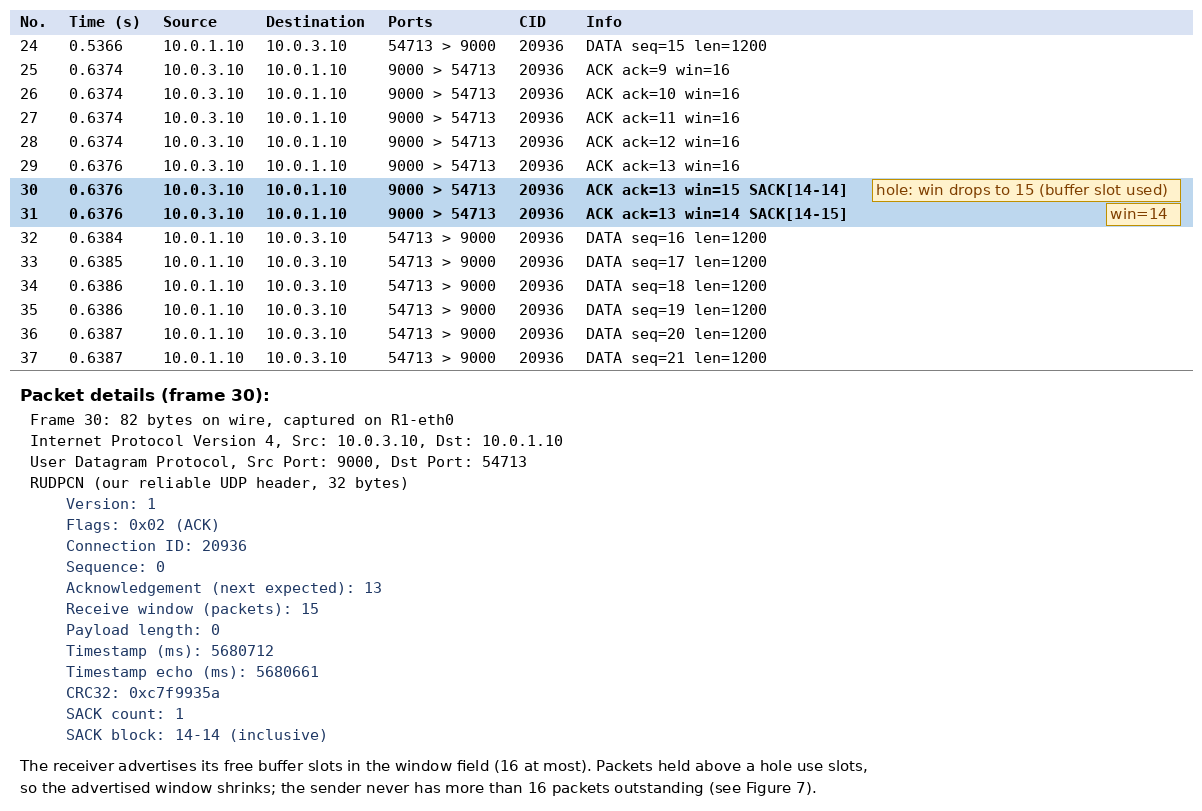 No. Time (s) Source Destination Ports CID Info
24 0.5366 10.0.1.10 10.0.3.10 54713 > 9000 20936 DATA seq=15 len=1200
25 0.6374 10.0.3.10 10.0.1.10 9000 > 54713 20936 ACK ack=9 win=16
26 0.6374 10.0.3.10 10.0.1.10 9000 > 54713 20936 ACK ack=10 win=16
27 0.6374 10.0.3.10 10.0.1.10 9000 > 54713 20936 ACK ack=11 win=16
28 0.6374 10.0.3.10 10.0.1.10 9000 > 54713 20936 ACK ack=12 win=16
29 0.6376 10.0.3.10 10.0.1.10 9000 > 54713 20936 ACK ack=13 win=16
30 0.6376 10.0.3.10 10.0.1.10 9000 > 54713 20936 ACK ack=13 win=15 SACK[14-14] hole: win drops to 15 (buffer slot used)
31 0.6376 10.0.3.10 10.0.1.10 9000 > 54713 20936 ACK ack=13 win=14 SACK[14-15] win=14
32 0.6384 10.0.1.10 10.0.3.10 54713 > 9000 20936 DATA seq=16 len=1200
33 0.6385 10.0.1.10 10.0.3.10 54713 > 9000 20936 DATA seq=17 len=1200
34 0.6386 10.0.1.10 10.0.3.10 54713 > 9000 20936 DATA seq=18 len=1200
35 0.6386 10.0.1.10 10.0.3.10 54713 > 9000 20936 DATA seq=19 len=1200
36 0.6387 10.0.1.10 10.0.3.10 54713 > 9000 20936 DATA seq=20 len=1200
37 0.6387 10.0.1.10 10.0.3.10 54713 > 9000 20936 DATA seq=21 len=1200
Packet details (frame 30):
Frame 30: 82 bytes on wire, captured on R1-eth0
Internet Protocol Version 4, Src: 10.0.3.10, Dst: 10.0.1.10
User Datagram Protocol, Src Port: 9000, Dst Port: 54713
RUDPCN (our reliable UDP header, 32 bytes)
Version: 1
Flags: 0x02 (ACK)
Connection ID: 20936
Sequence: 0
Acknowledgement (next expected): 13
Receive window (packets): 15
Payload length: 0
Timestamp (ms): 5680712
Timestamp echo (ms): 5680661
CRC32: 0xc7f9935a
SACK count: 1
SACK block: 14-14 (inclusive)
The receiver advertises its free buffer slots in the window field (16 at most). Packets held above a hole use slots,
so the advertised window shrinks; the sender never has more than 16 packets outstanding (see Figure 7).